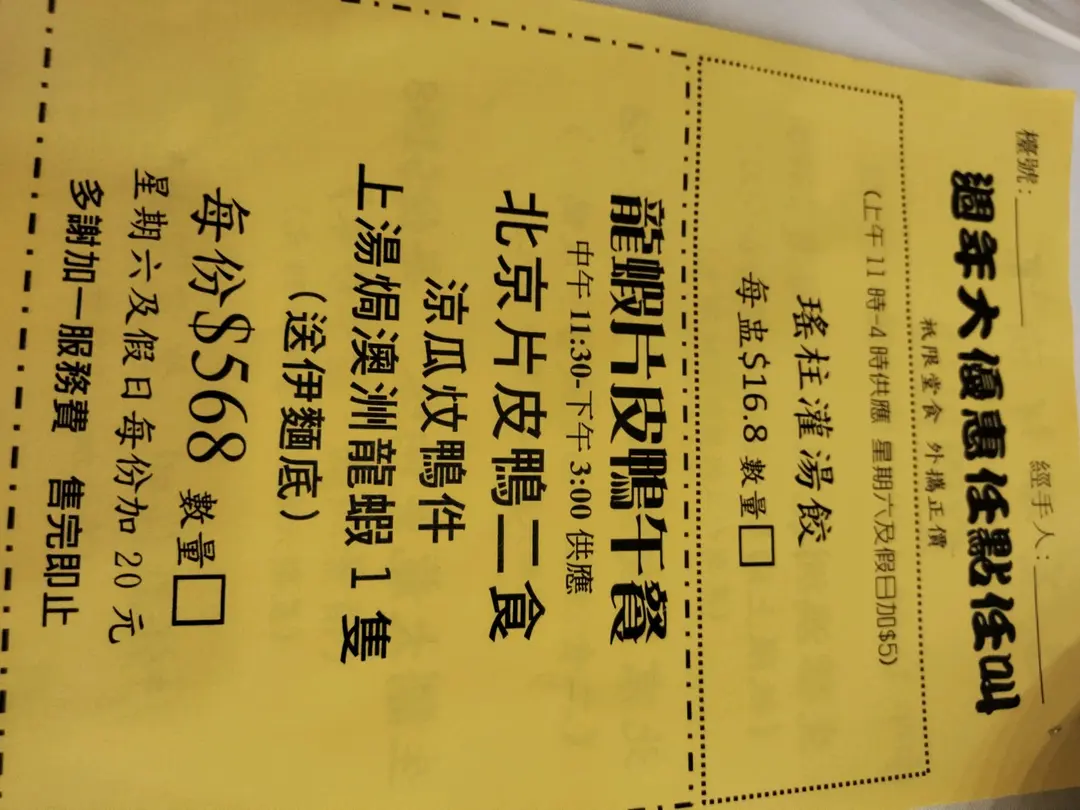 檯號：
經手人：
週年大優惠任點任叫
祇限堂食 外攜正價
(上午11時-4時供應 星期六及假日加$5)
瑤柱灌湯餃
每盅$16.8 數量□
龍蝦片皮鴨午餐
中午11:30-下午3:00供應
北京片皮鴨二食
涼瓜炆鴨件
上湯焗澳洲龍蝦1隻
（送伊麵底）
每份$568 數量□
星期六及假日每份加20元
多謝加一服務費 售完即止